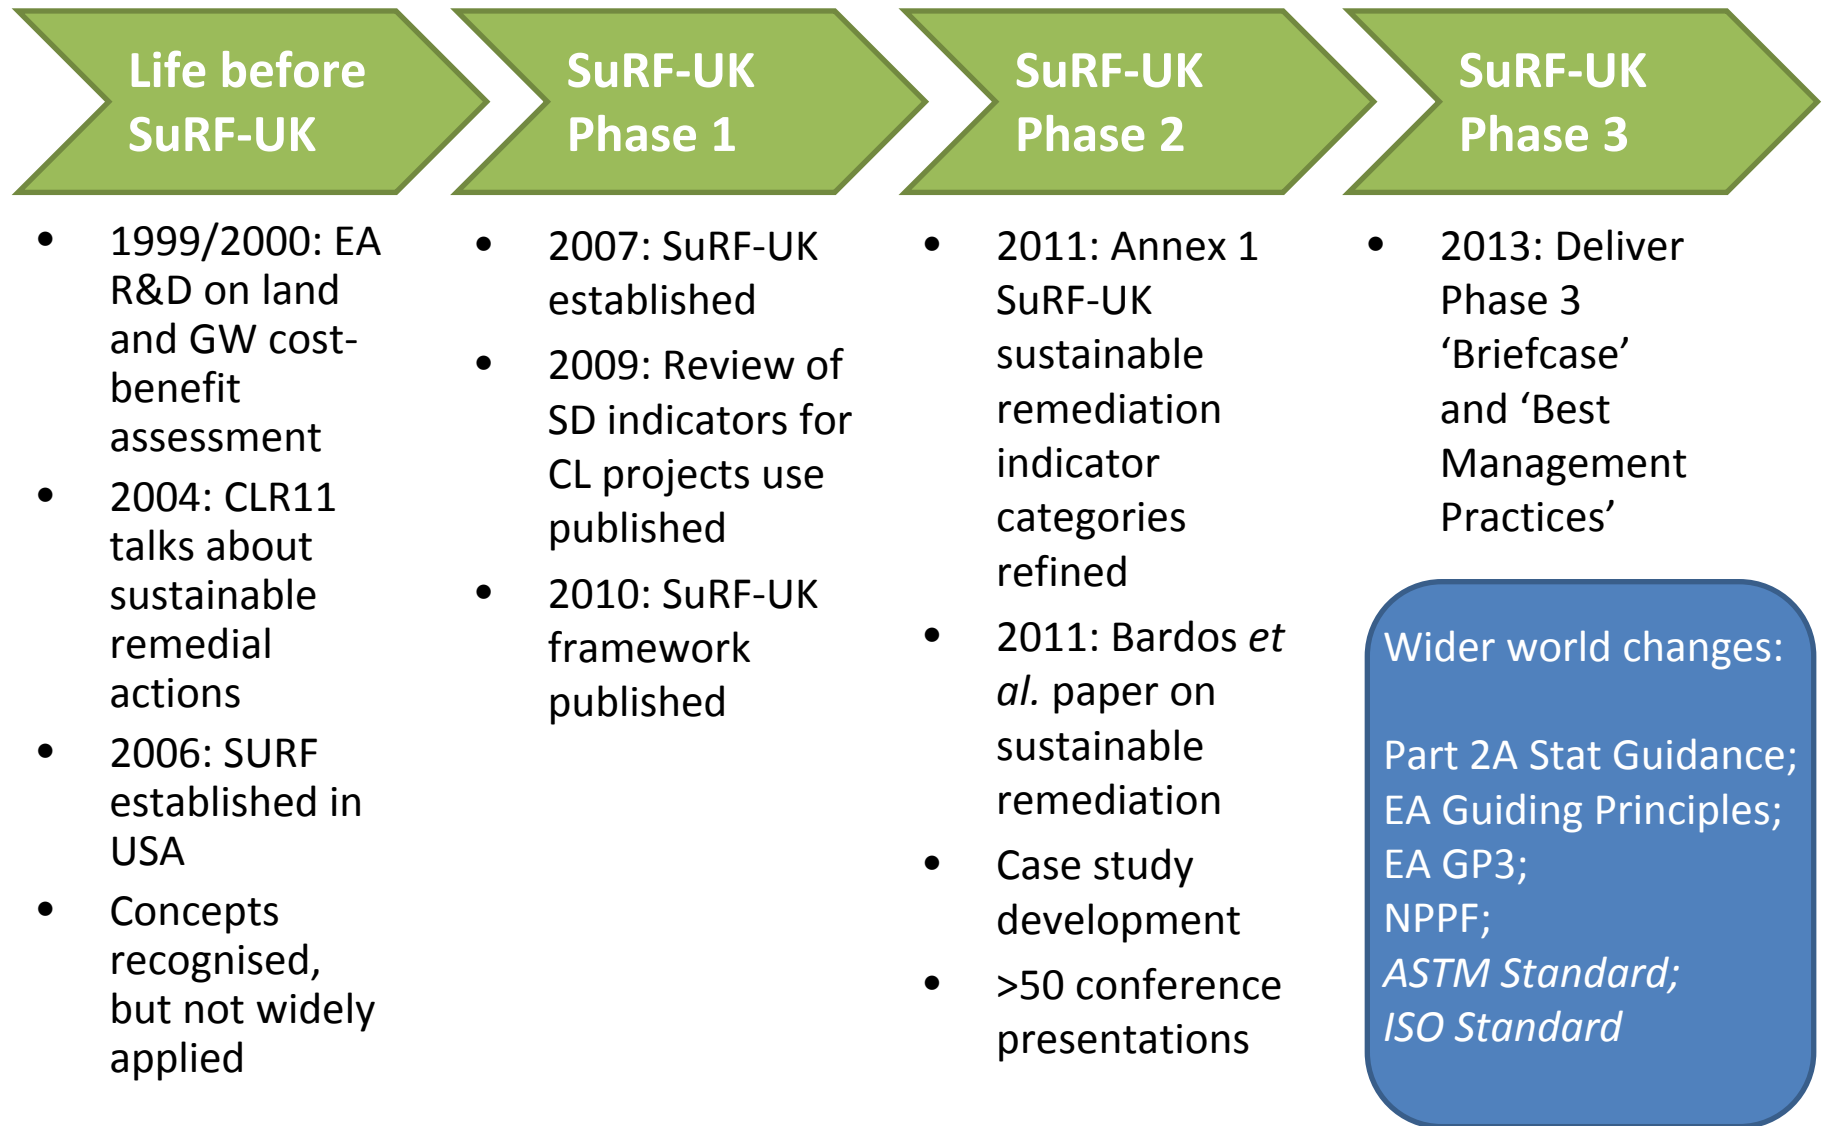 Life before
SuRF-UK
SuRF-UK
Phase 1
SuRF-UK
Phase 2
SuRF-UK
Phase 3
• 1999/2000: EA
R&D on land
and GW cost-
benefit
assessment
• 2004: CLR11
talks about
sustainable
remedial
actions
• 2006: SURF
established in
USA
• Concepts
recognised,
but not widely
applied
• 2007: SuRF-UK
established
• 2009: Review of
SD indicators for
CL projects use
published
• 2010: SuRF-UK
framework
published
• 2011: Annex 1
SuRF-UK
sustainable
remediation
indicator
categories
refined
• 2011: Bardos et
al. paper on
sustainable
remediation
• Case study
development
• >50 conference
presentations
• 2013: Deliver
Phase 3
‘Briefcase’
and ‘Best
Management
Practices’
Wider world changes:
Part 2A Stat Guidance;
EA Guiding Principles;
EA GP3;
NPPF;
ASTM Standard;
ISO Standard